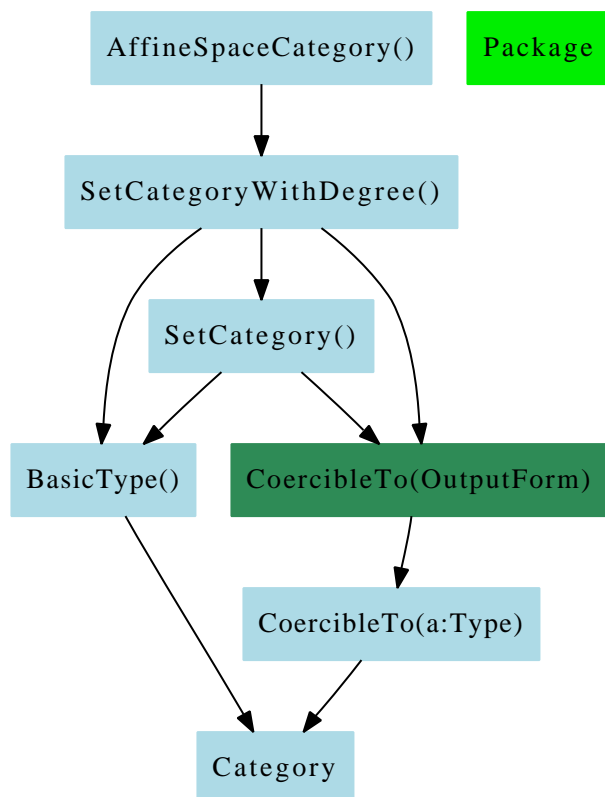 AffineSpaceCategory()
Package
SetCategoryWithDegree()
SetCategory()
BasicType()
CoercibleTo(OutputForm)
CoercibleTo(a:Type)
Category